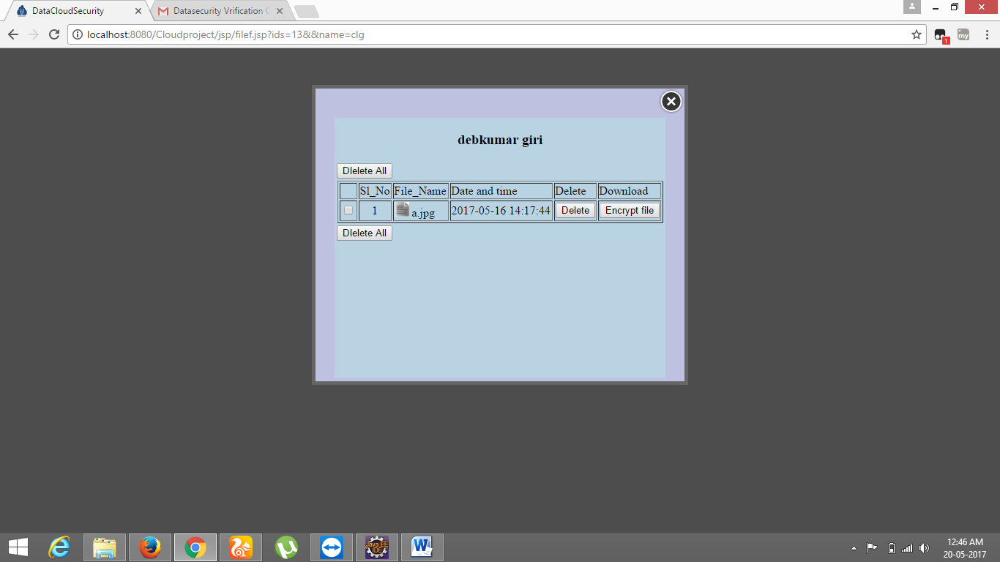 DataCloudSecurity
Datasecurity Vrification
localhost:8080/Cloudproject/jsp/filef.jsp?ids=13&&name=clg
1
my
debkumar giri
Dlelete All
Sl_No File_Name Date and time Delete Download
1 a.jpg 2017-05-16 14:17:44 Delete Encrypt file
Dlelete All
Java EE
IDE
12:46 AM
20-05-2017